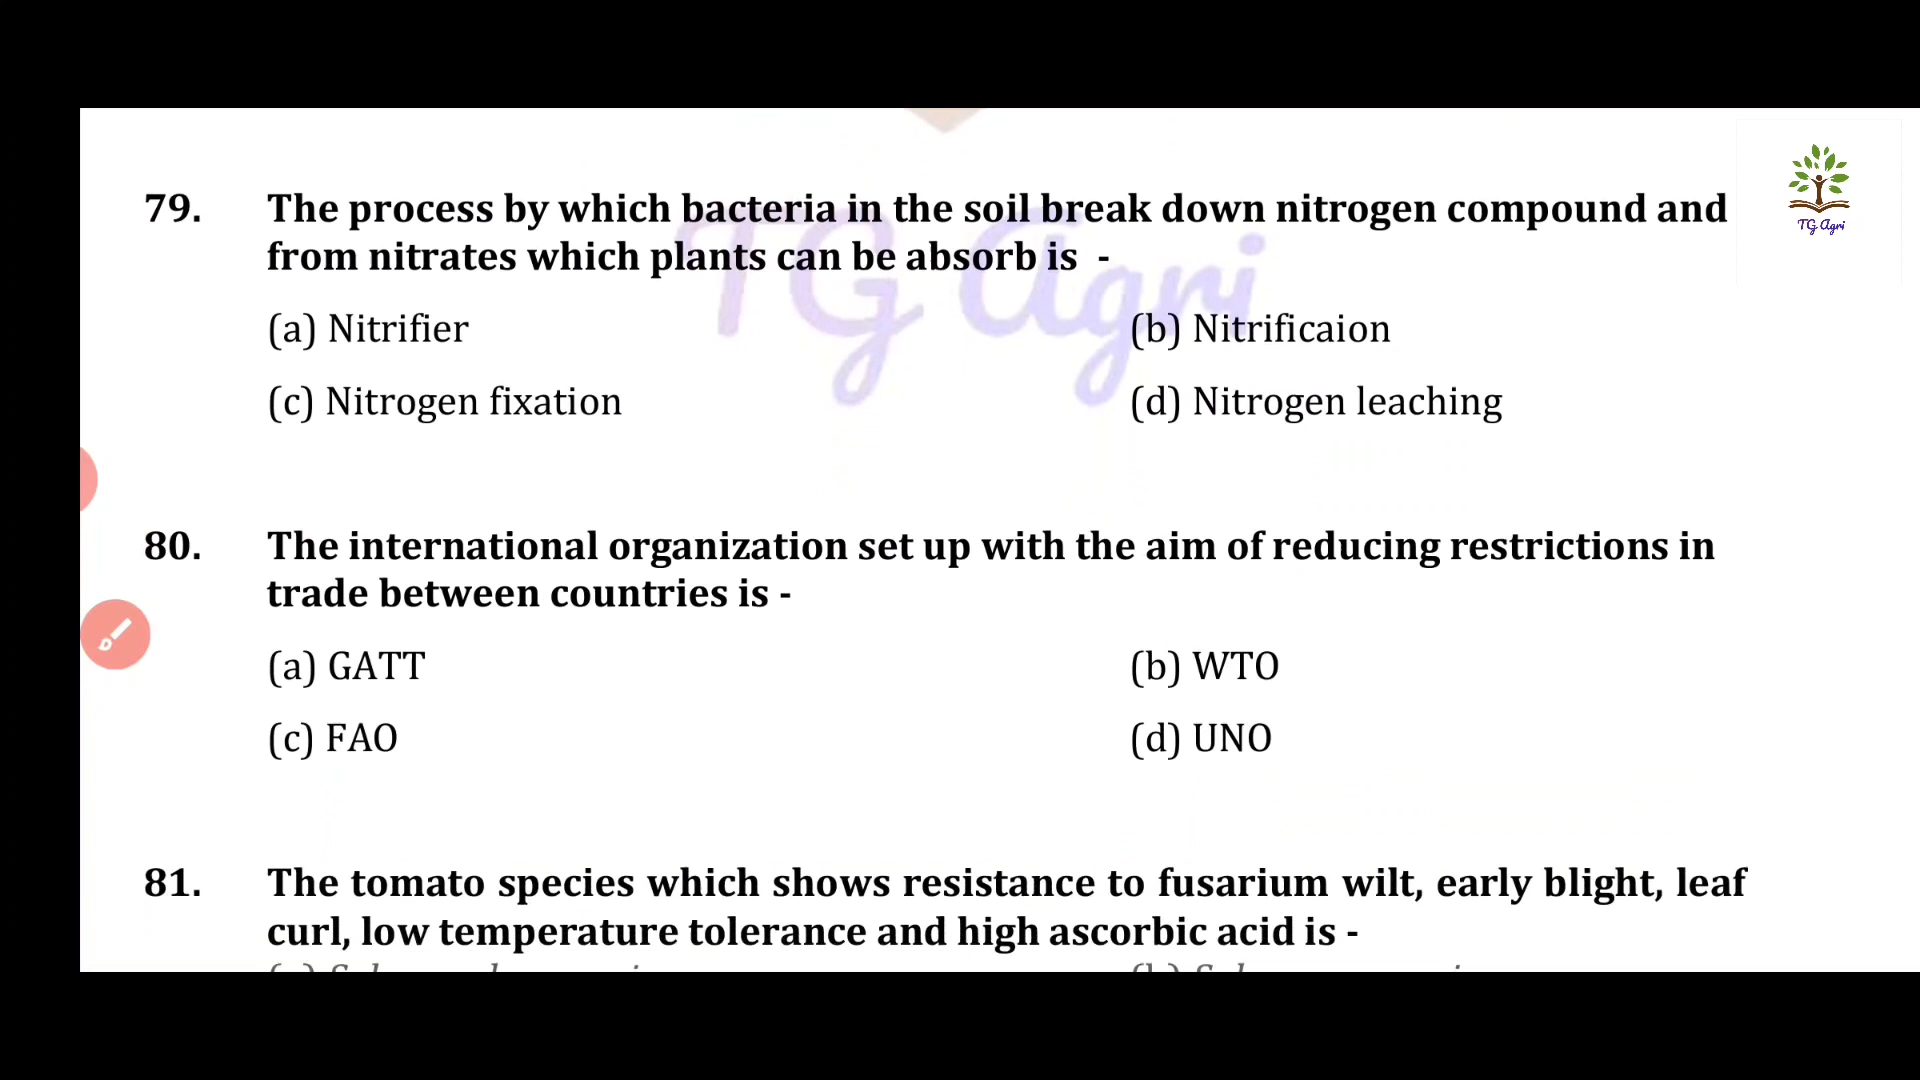 TG Agri
79. The process by which bacteria in the soil break down nitrogen compound and
from nitrates which plants can be absorb is -
TG Agri
(a) Nitrifier (b) Nitrificaion
(c) Nitrogen fixation (d) Nitrogen leaching
80. The international organization set up with the aim of reducing restrictions in
trade between countries is -
(a) GATT (b) WTO
(c) FAO (d) UNO
81. The tomato species which shows resistance to fusarium wilt, early blight, leaf
curl, low temperature tolerance and high ascorbic acid is -